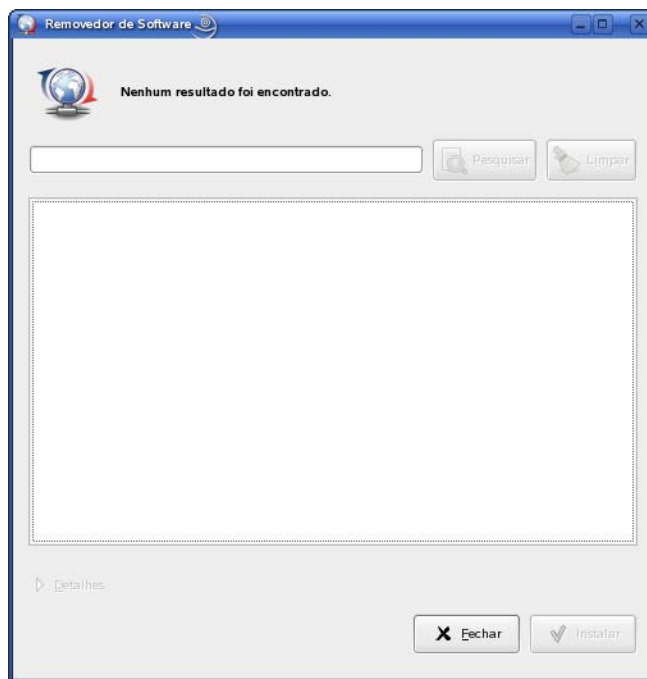 Removedor de Software
Nenhum resultado foi encontrado.
Pesquisar
Limpar
Detalhes
Fechar
Instalar